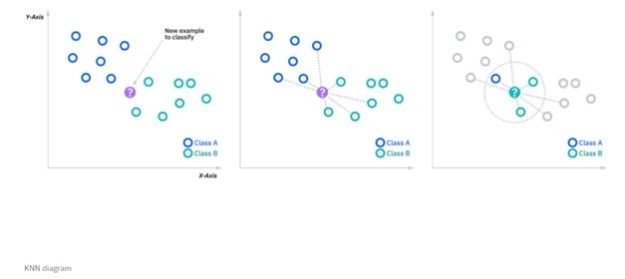 Y-Axis
New example
to classify
?
Class A
Class B
X-Axis
?
Class A
Class B
?
Class A
Class B
KNN diagram